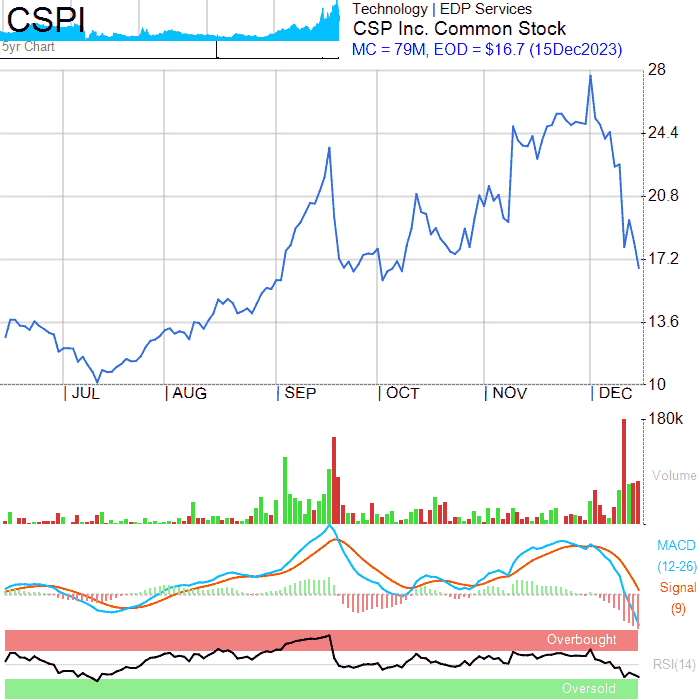 CSPI
5yr Chart
Technology | EDP Services
CSP Inc. Common Stock
MC = 79M, EOD = $16.7 (15Dec2023)
28
24.4
20.8
17.2
13.6
10
JUL AUG SEP OCT NOV DEC
180k
Volume
MACD
(12-26)
Signal
(9)
Overbought
RSI(14)
Oversold